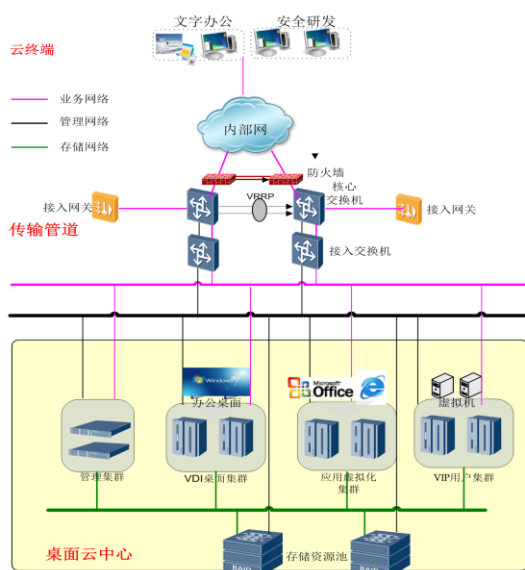 文字办公
安全研发
云终端
业务网络
管理网络
存储网络
内部网
防火墙
核心
交换机
VRRP
接入网关
接入网关
传输管道
接入交换机
Windows 7
Microsoft
Office
办公桌面
虚拟机
管理集群
VDI桌面集群
应用虚拟化
集群
VIP用户集群
存储资源池
桌面云中心
RAID
RAID